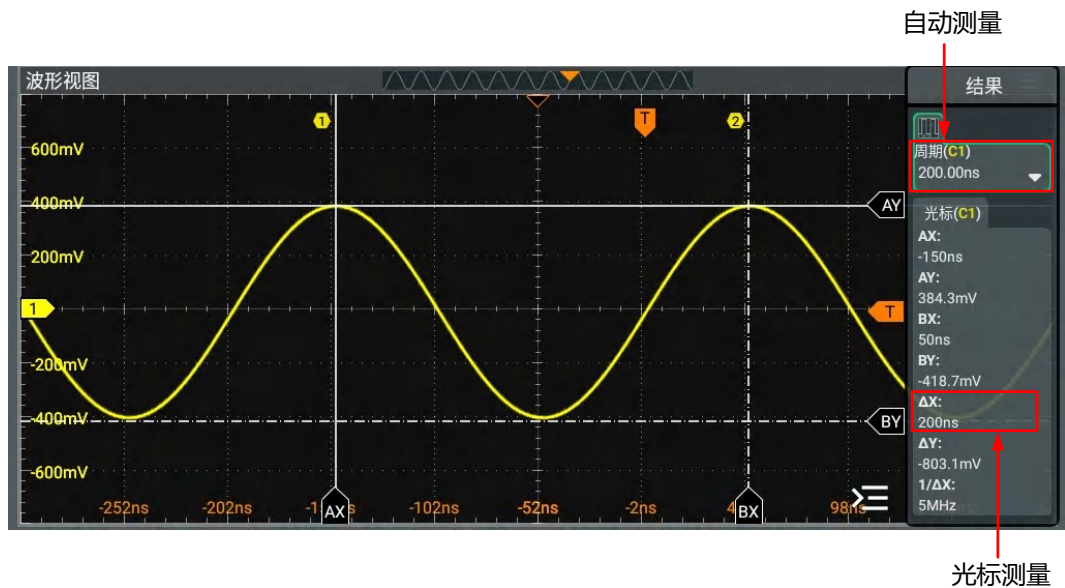 自动测量
波形视图
结果
1
T
2
600mV
周期(C1)
200.00ns
400mV
AY
光标(C1)
AX:
-150ns
200mV
AY:
384.3mV
1
T
BX:
50ns
BY:
-200mV
-418.7mV
ΔX:
-400mV
BY
200ns
ΔY:
-600mV
-803.1mV
1/ΔX:
-252ns
-202ns
AX
-102ns
-52ns
-2ns
BX
5MHz
光标测量